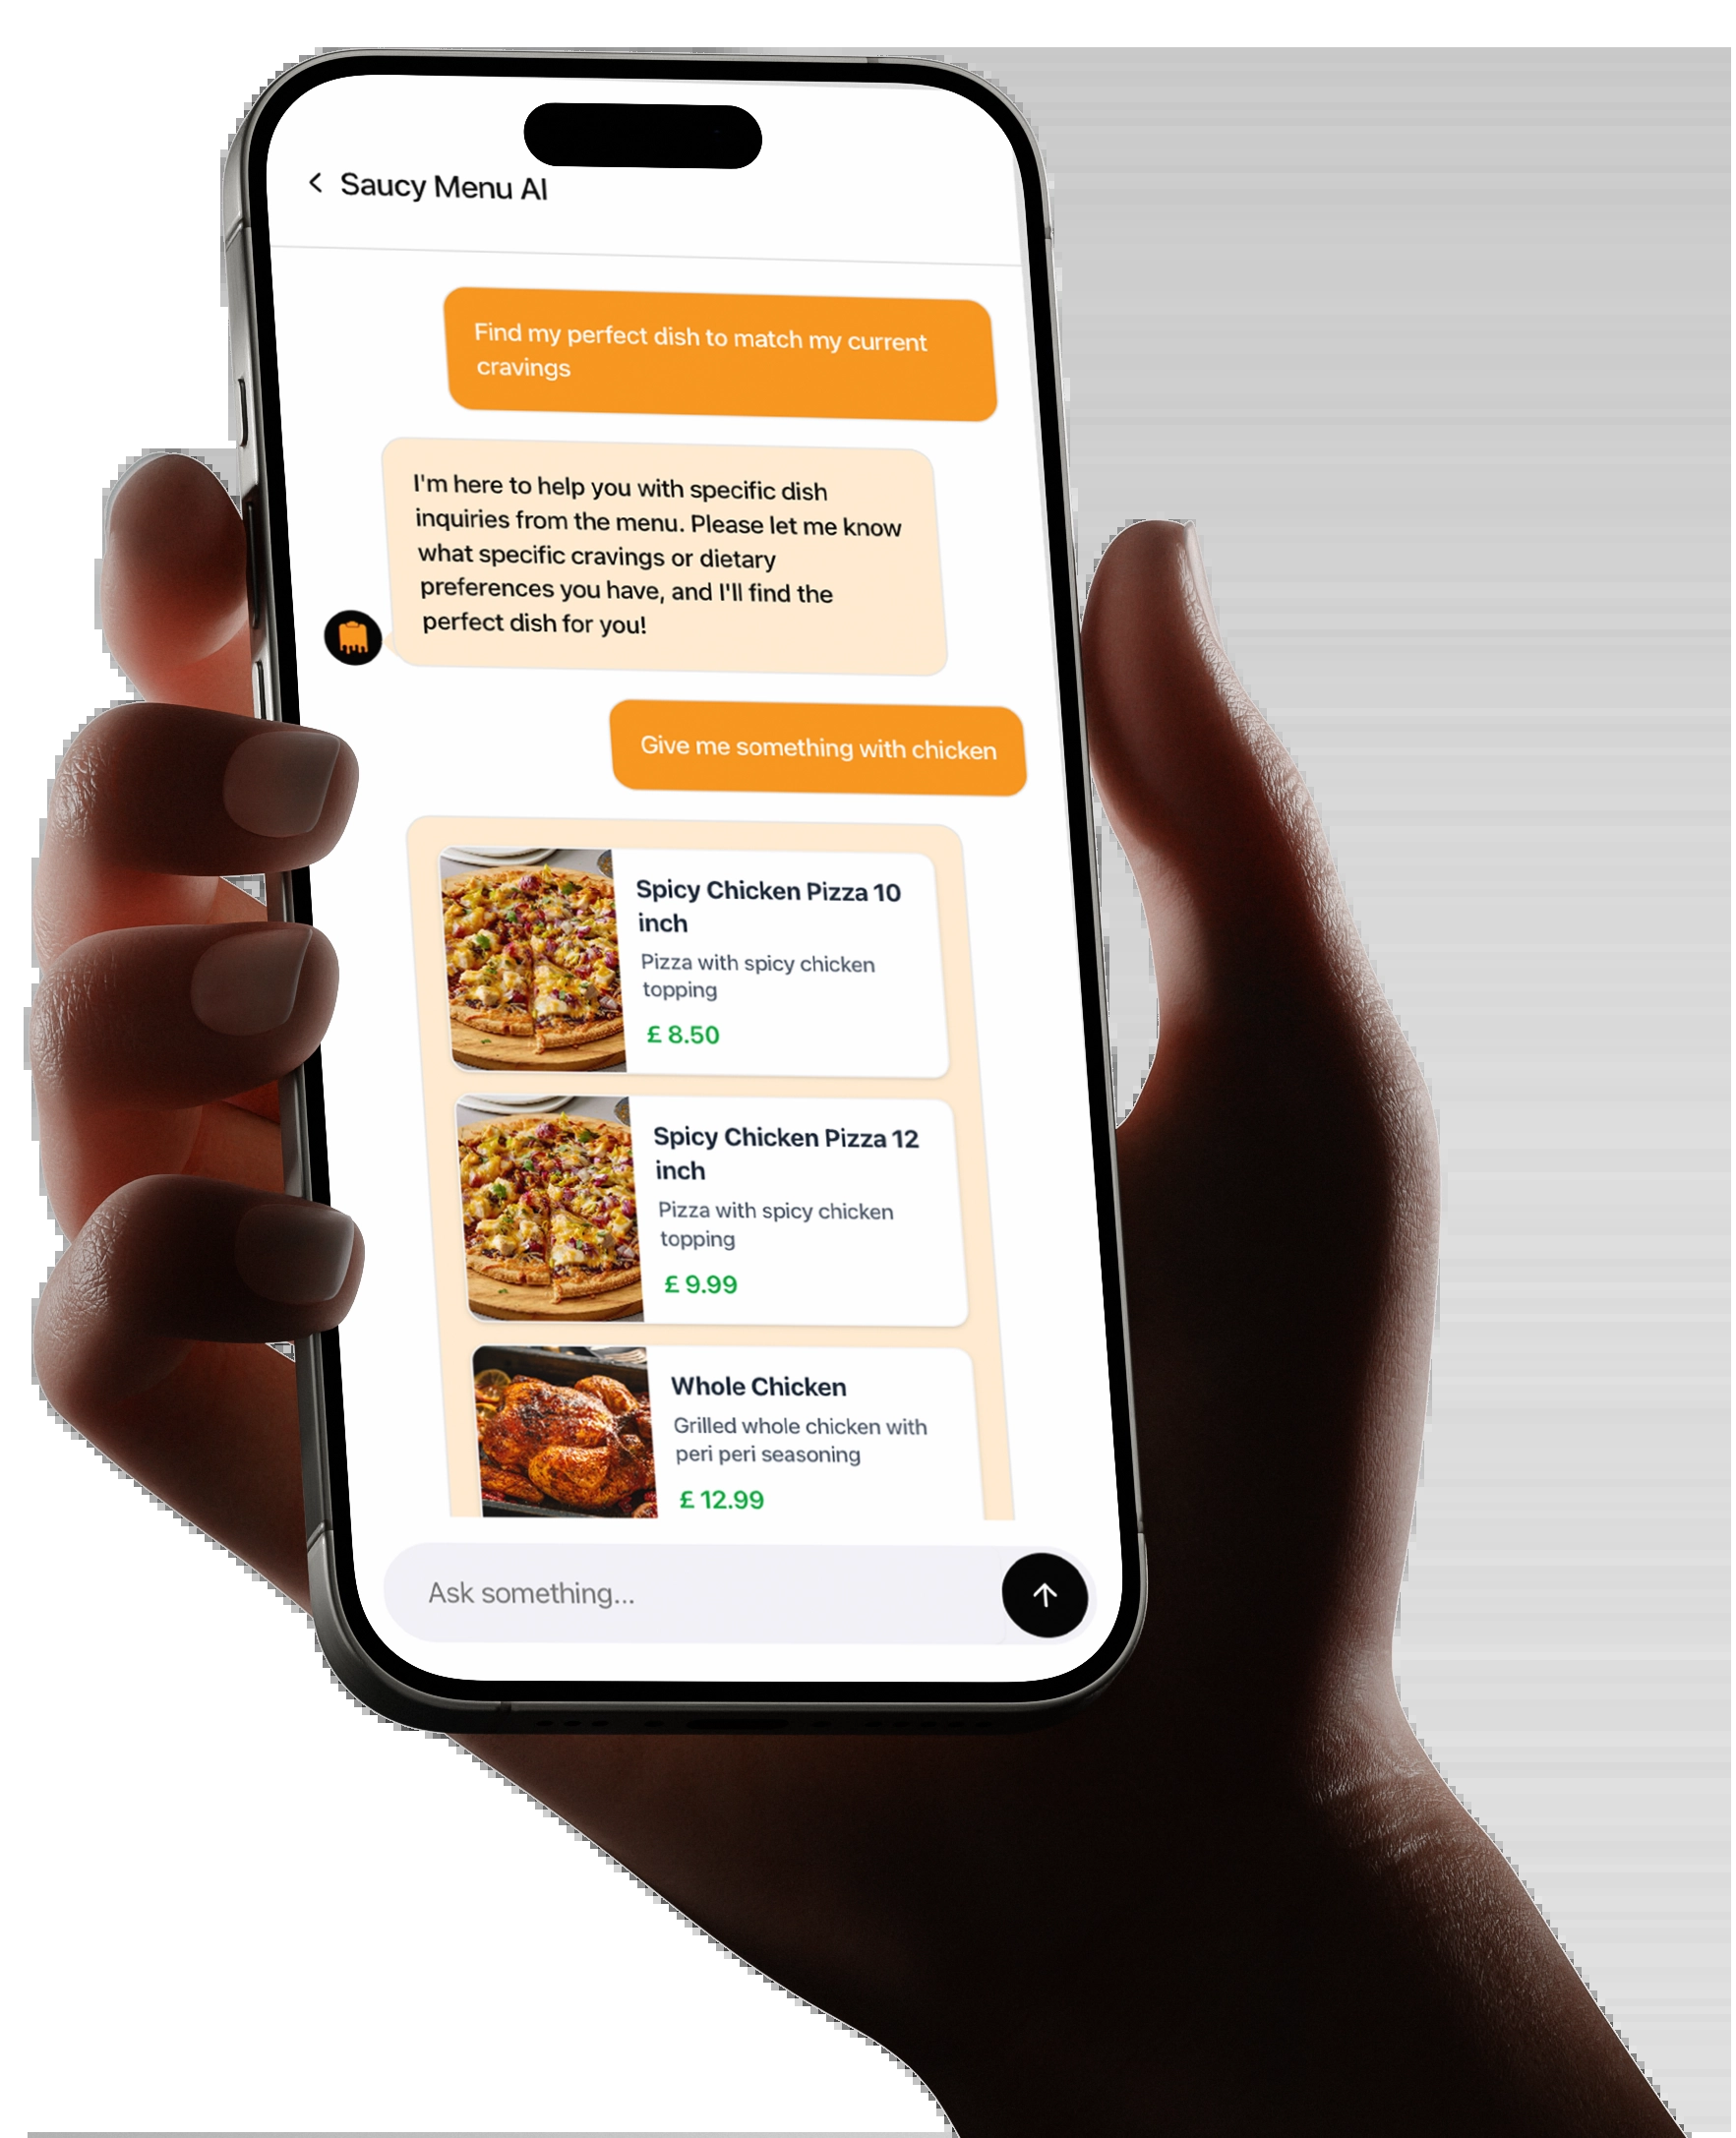 Saucy Menu AI
Find my perfect dish to match my current
cravings
I'm here to help you with specific dish
inquiries from the menu. Please let me know
what specific cravings or dietary
preferences you have, and I'll find the
perfect dish for you!
Give me something with chicken
Spicy Chicken Pizza 10
inch
Pizza with spicy chicken
topping
£ 8.50
Spicy Chicken Pizza 12
inch
Pizza with spicy chicken
topping
£ 9.99
Whole Chicken
Grilled whole chicken with
peri peri seasoning
£ 12.99
Ask something...